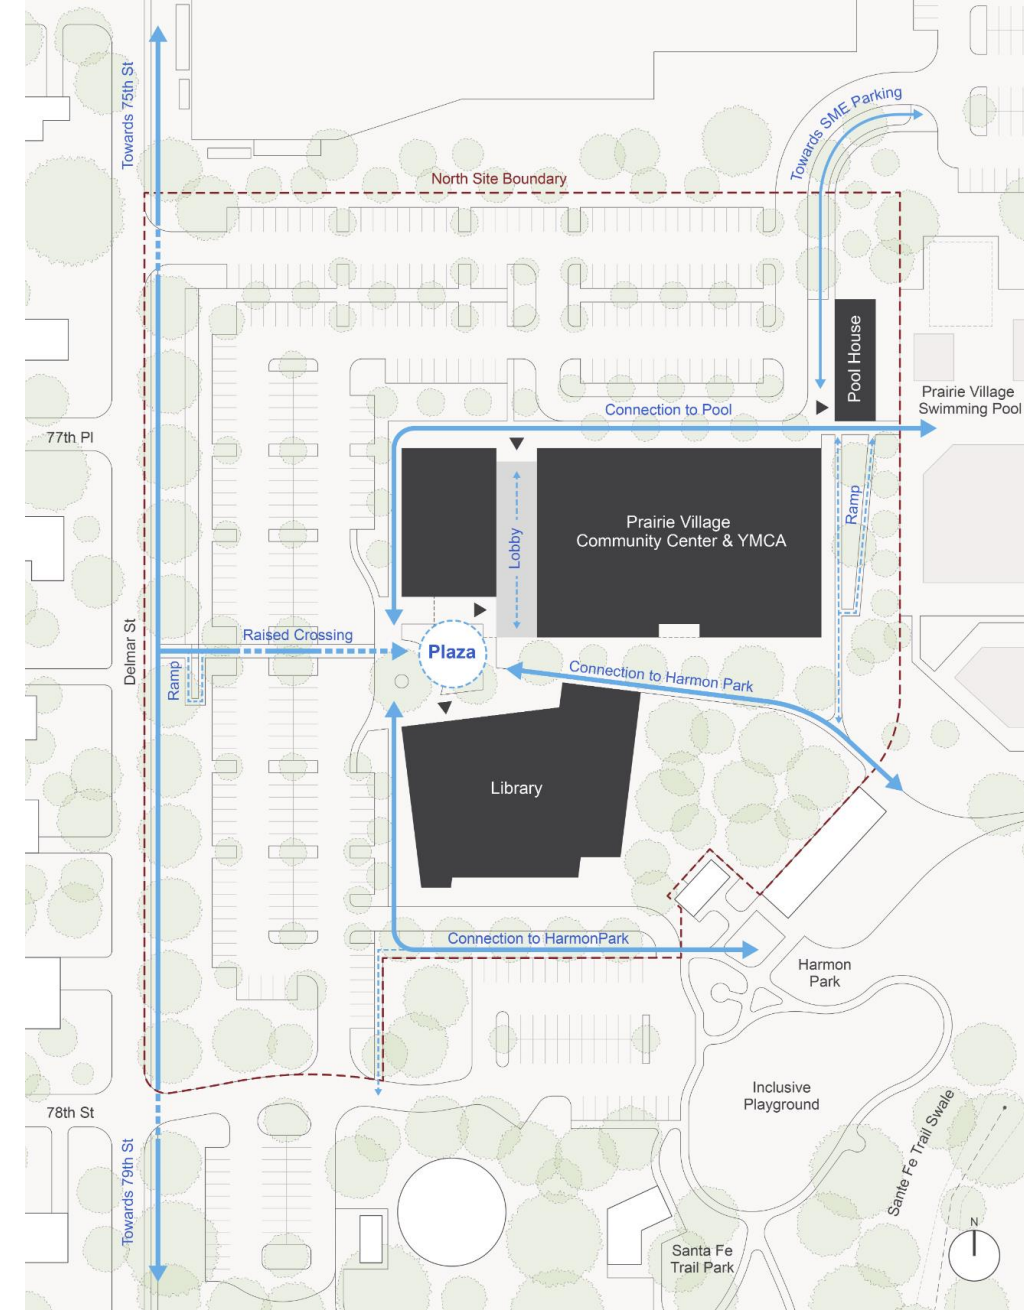 Towards 75th St
Towards SME Parking
North Site Boundary
Pool House
Prairie Village
Swimming Pool
Connection to Pool
77th Pl
Lobby
Prairie Village
Community Center & YMCA
Ramp
Delmar St
Raised Crossing
Plaza
Ramp
Connection to Harmon Park
Library
Connection to HarmonPark
Harmon
Park
Inclusive
Playground
78th St
Sante Fe Trail Swale
Towards 79th St
Santa Fe
Trail Park
N